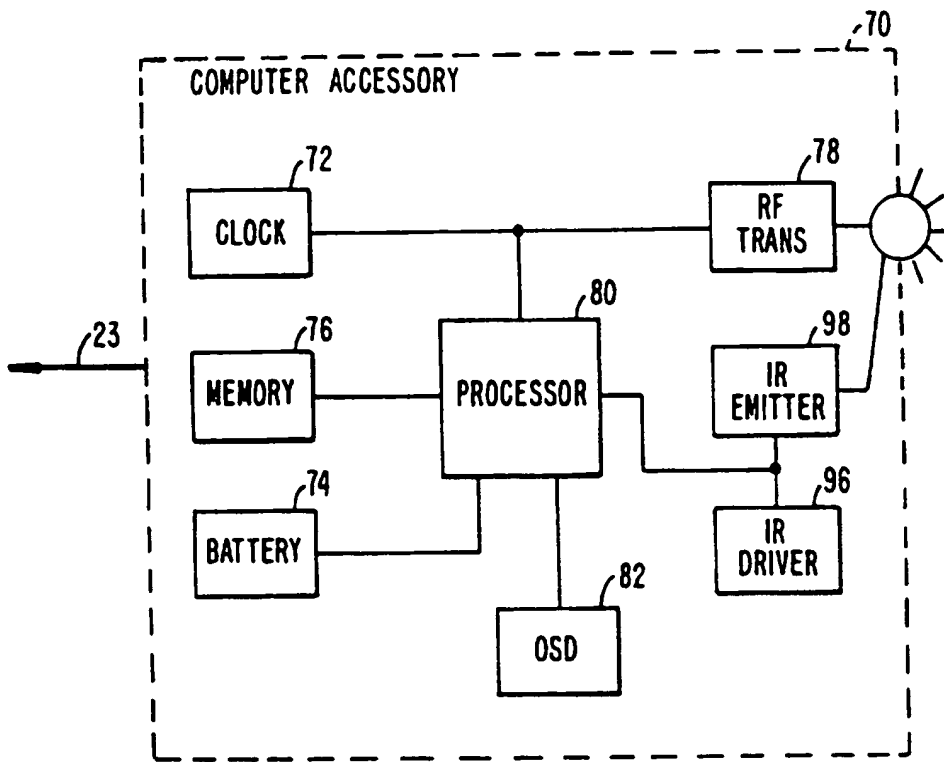 70
COMPUTER ACCESSORY
72
CLOCK
78
RF
TRANS
80
PROCESSOR
23
76
MEMORY
98
IR
EMITTER
74
BATTERY
96
IR
DRIVER
82
OSD